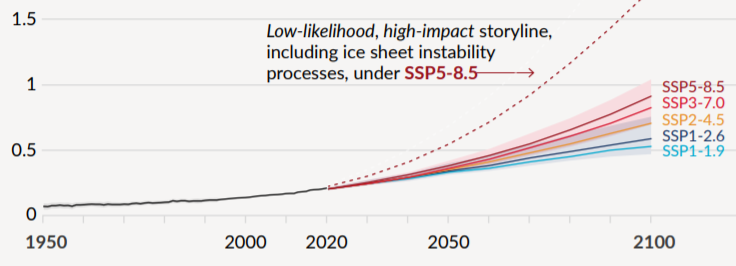 1.5
Low-likelihood, high-impact storyline,
including ice sheet instability
processes, under SSP5-8.5
1
SSP5-8.5
SSP3-7.0
SSP2-4.5
SSP1-2.6
SSP1-1.9
0.5
0
1950 2000 2020 2050 2100